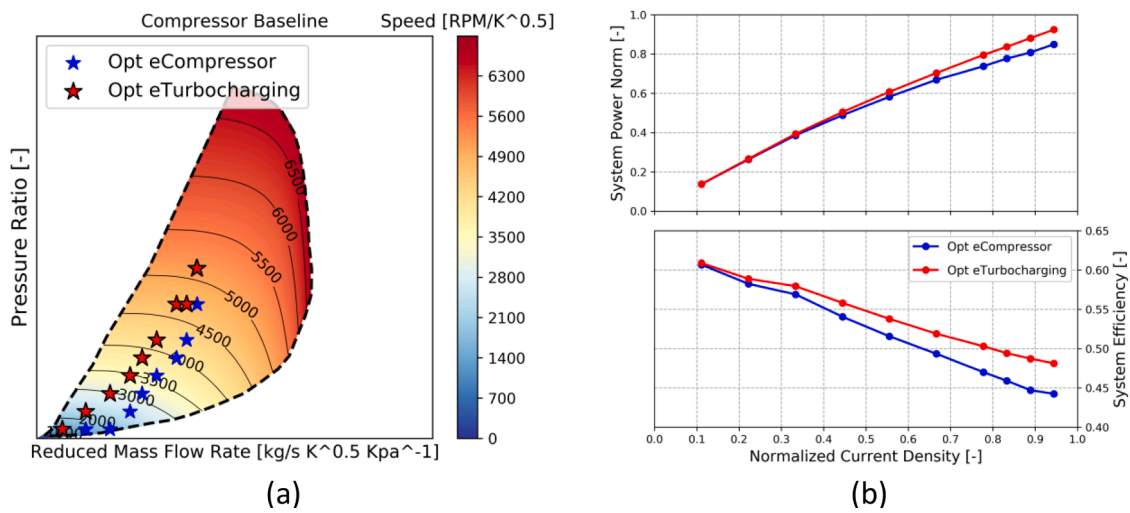 Compressor Baseline
Speed [RPM/K^0.5]
Opt eCompressor
Opt eTurbocharging
Pressure Ratio [-]
6500
6000
5500
5000
4500
3500
3000
2000
Reduced Mass Flow Rate [kg/s K^0.5 Kpa^-1]
6300
5600
4900
4200
3500
2800
2100
1400
700
0
(a)
System Power Norm [-]
1.0
0.8
0.6
0.4
0.2
0.0
Opt eCompressor
Opt eTurbocharging
System Efficiency [-]
0.65
0.60
0.55
0.50
0.45
0.40
0.0 0.1 0.2 0.3 0.4 0.5 0.6 0.7 0.8 0.9 1.0
Normalized Current Density [-]
(b)